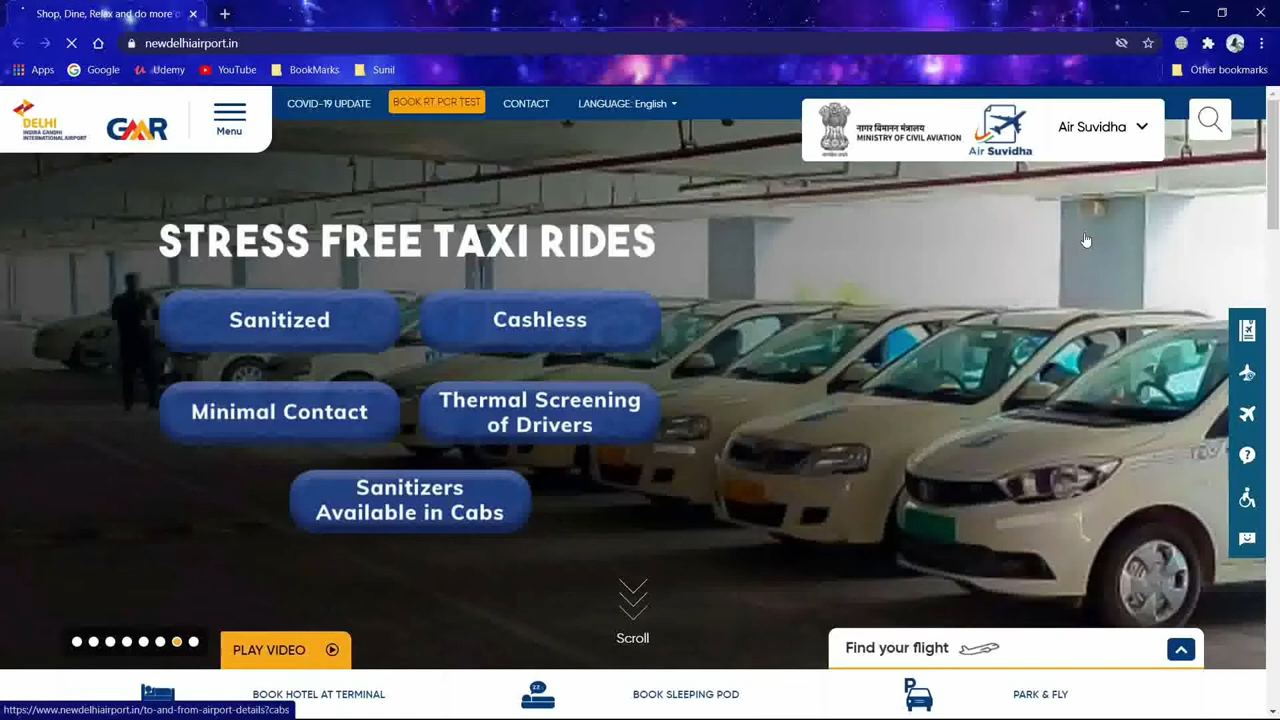 Shop, Dine, Relax and do more o
newdelhiairport.in
Apps
Google
Udemy
YouTube
BookMarks
Sunil
Other bookmarks
DELHI
INDIRA GANDHI
INTERNATIONAL AIRPORT
GMR
Menu
COVID-19 UPDATE
BOOK RT PCR TEST
CONTACT
LANGUAGE: English
नागर विमानन मंत्रालय
MINISTRY OF CIVIL AVIATION
Air Suvidha
Air Suvidha
STRESS FREE TAXI RIDES
Sanitized
Cashless
Minimal Contact
Thermal Screening
of Drivers
Sanitizers
Available in Cabs
Scroll
PLAY VIDEO
Find your flight
BOOK HOTEL AT TERMINAL
BOOK SLEEPING POD
P
PARK & FLY
https://www.newdelhiairport.in/to-and-from-airport-details?cabs